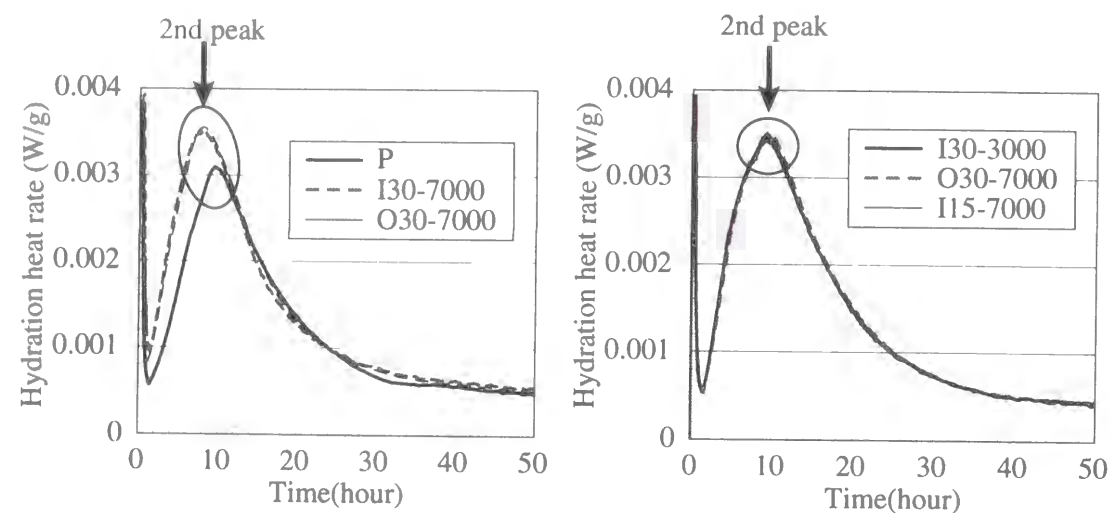 2nd peak
0.004
0.003
0.002
0.001
0
Hydration heat rate (W/g)
P
I30-7000
O30-7000
0 10 20 30 40 50
Time(hour)
2nd peak
0.004
0.003
0.002
0.001
0
Hydration heat rate (W/g)
I30-3000
O30-7000
I15-7000
0 10 20 30 40 50
Time(hour)